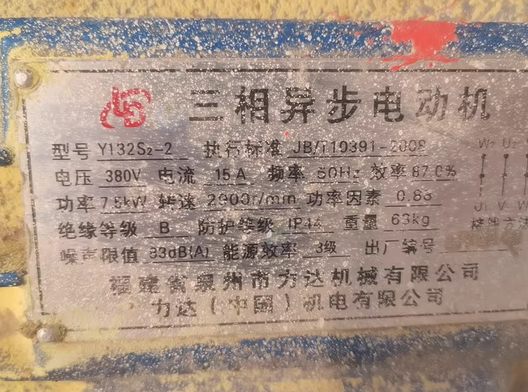 三相异步电动机
型号 Y132S2-2 执行标准 JB/T10391-2008
电压 380V 电流 15A 频率 50Hz 效率 87.0%
功率 7.5kW 转速 2900r/min 功率因素 0.88
绝缘等级 B 防护等级 IP44 重量 63kg
噪声限值 83dB(A) 能源效率 3级 出厂编号
福建省泉州市方达机械有限公司
力达（中国）机电有限公司